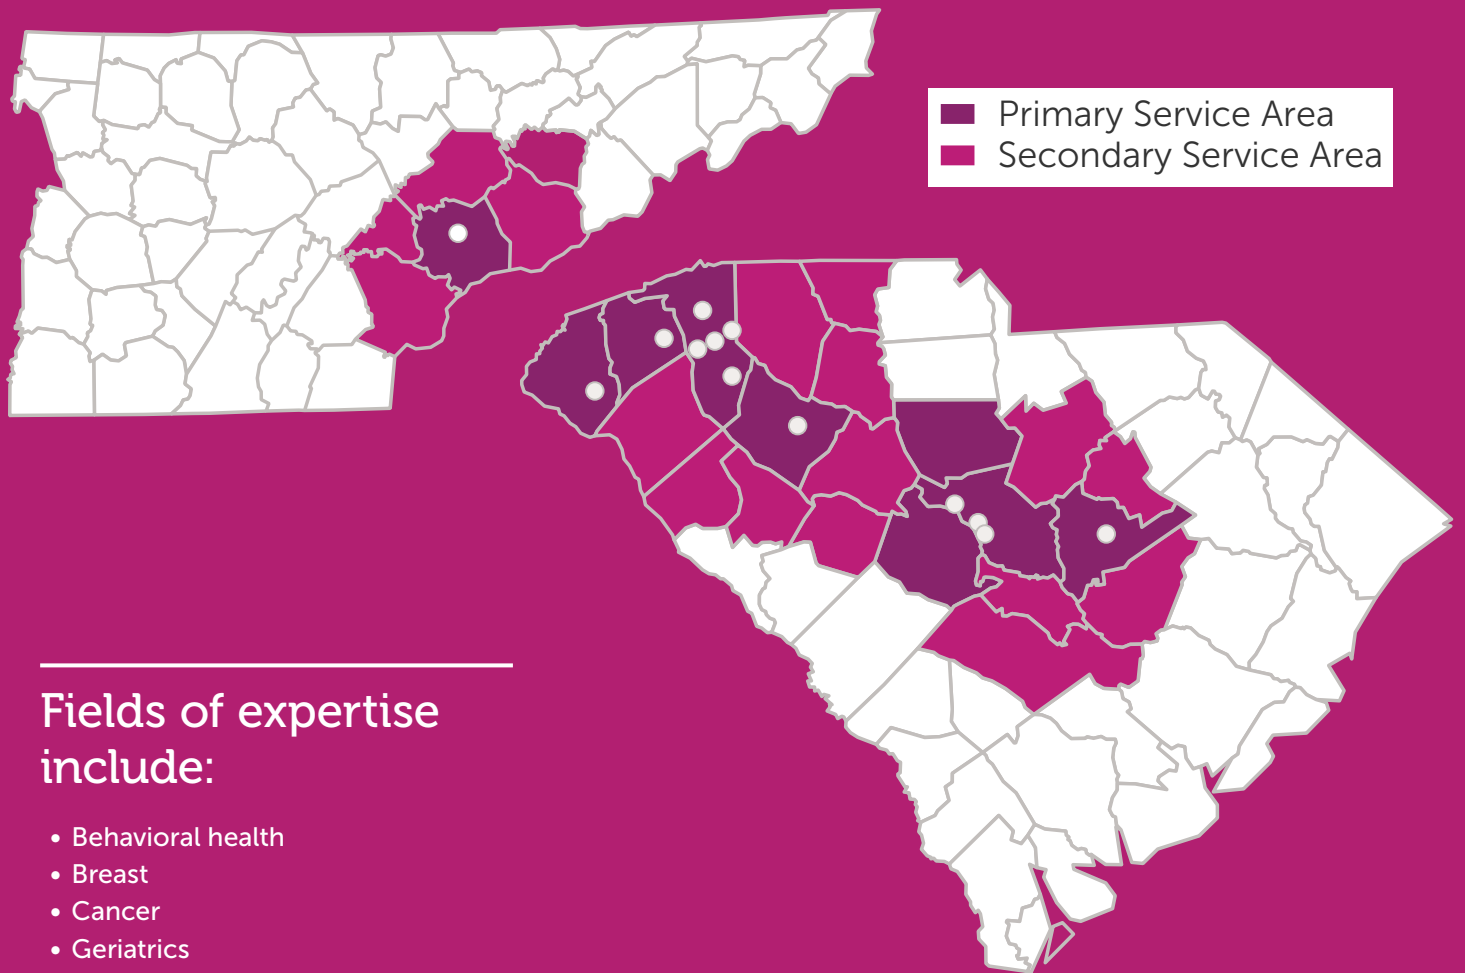 Primary Service Area
Secondary Service Area
Fields of expertise
include:
• Behavioral health
• Breast
• Cancer
• Geriatrics